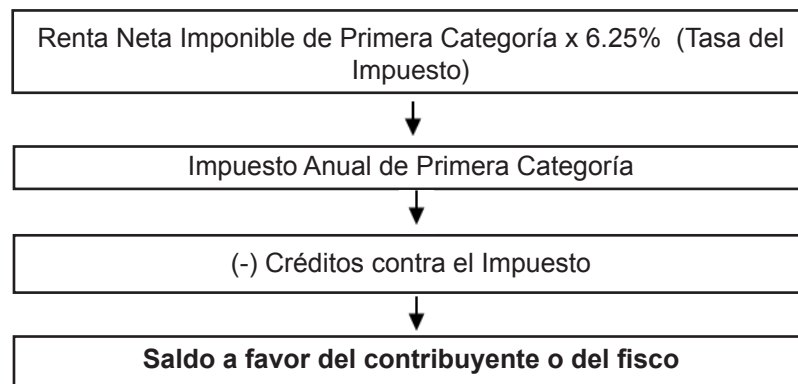 Renta Neta Imponible de Primera Categoría x 6.25%  (Tasa del
Impuesto)
Impuesto Anual de Primera Categoría
(-) Créditos contra el Impuesto
Saldo a favor del contribuyente o del fisco